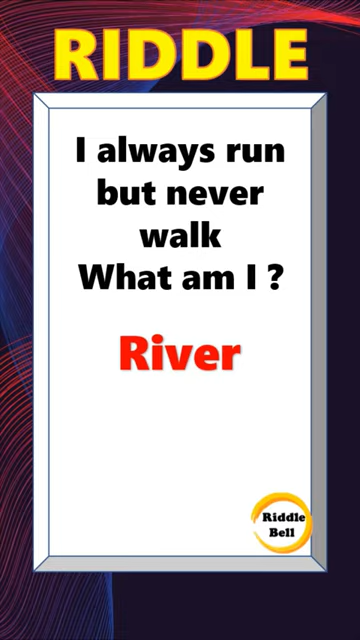 RIDDLE
I always run
but never
walk
What am I ?
River
Riddle
Bell